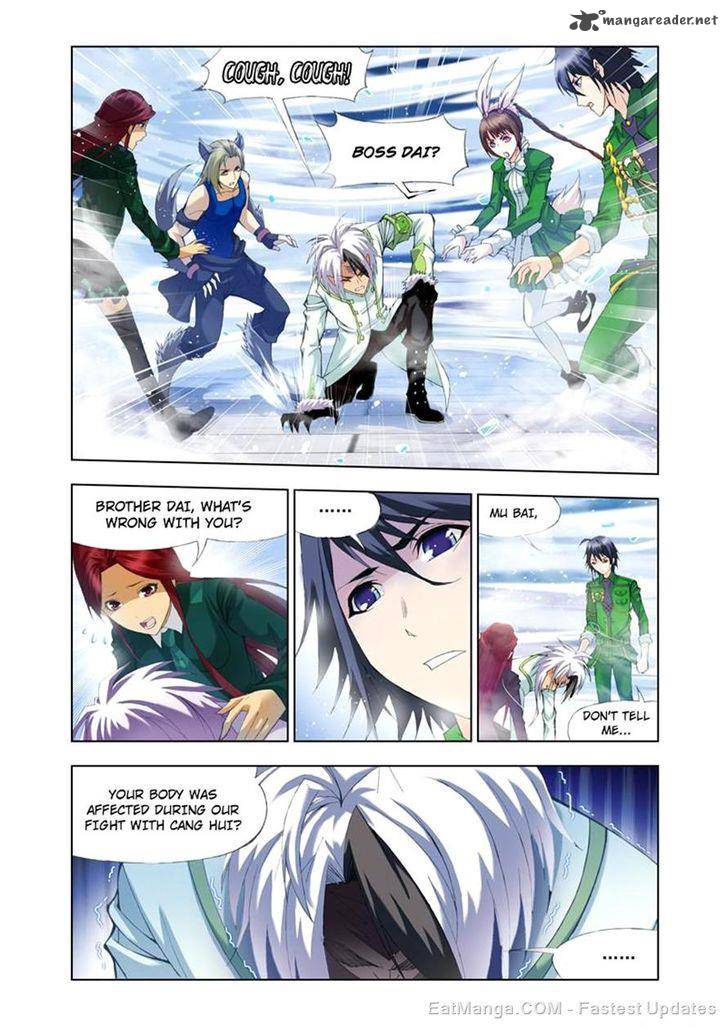 mangareader.net
COUGH, COUGH!
BOSS DAI?
BROTHER DAI, WHAT'S
WRONG WITH YOU?
......
MU BAI,
DON'T TELL
ME...
YOUR BODY WAS
AFFECTED DURING OUR
FIGHT WITH CANG HUI?
......
EatManga.COM - Fastest Updates